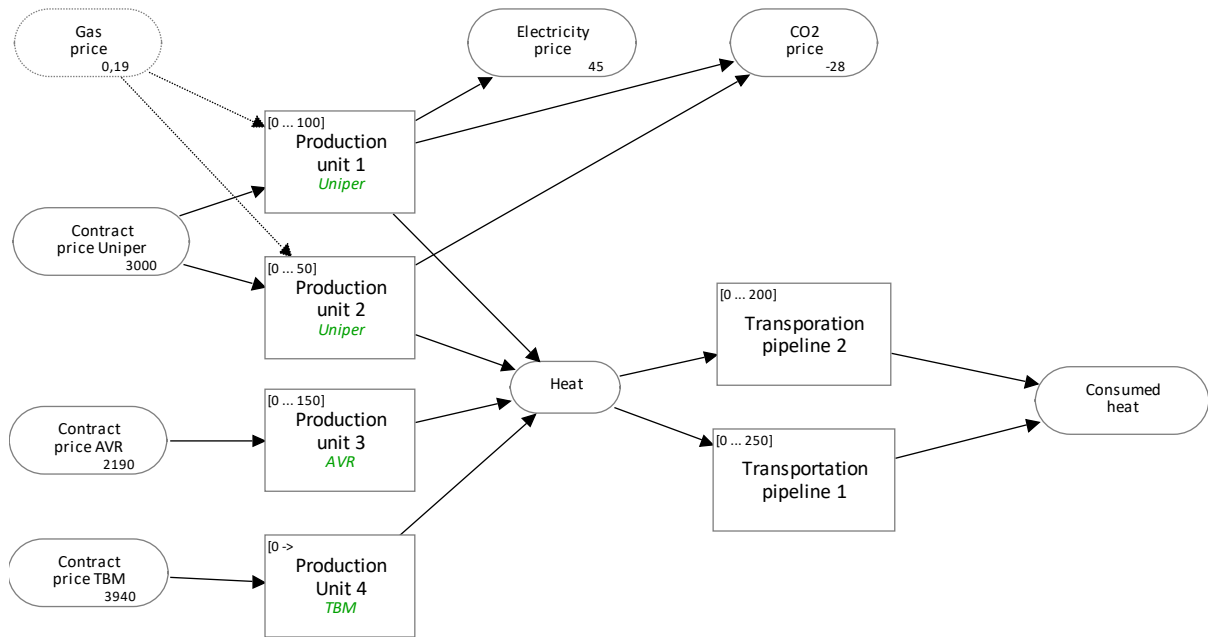 Gas
price
0,19
Electricity
price
45
CO2
price
-28
[0 ... 100]
Production
unit 1
Uniper
Contract
price Uniper
3000
[0 ... 50]
Production
unit 2
Uniper
[0 ... 200]
Transporation
pipeline 2
Heat
Consumed
heat
[0 ... 150]
Production
unit 3
AVR
Contract
price AVR
2190
[0 ... 250]
Transportation
pipeline 1
[0 ->
Production
Unit 4
TBM
Contract
price TBM
3940